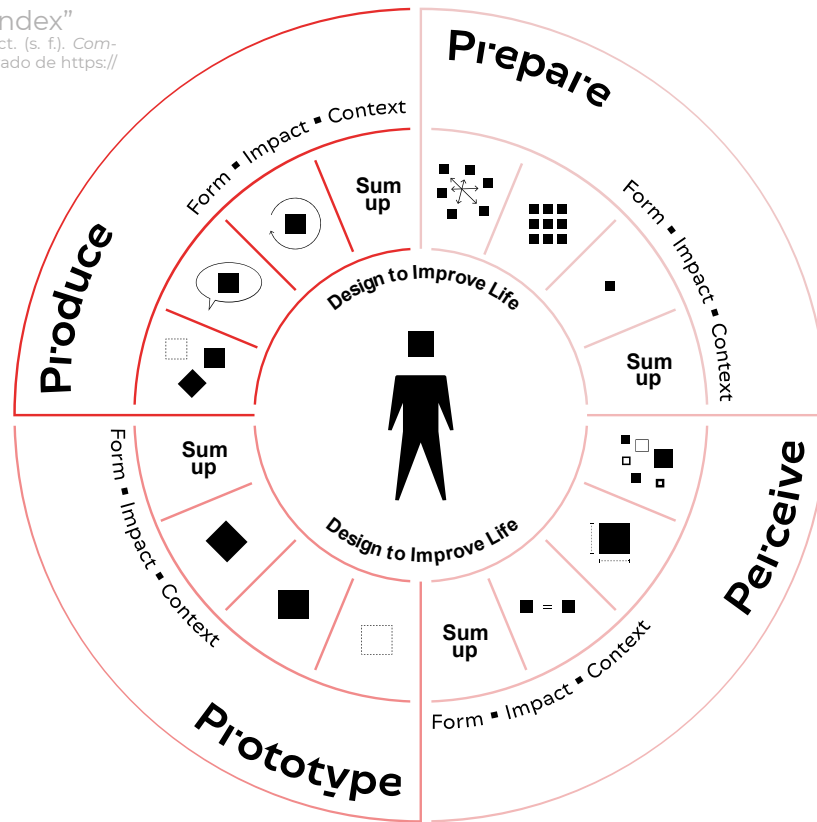 ndex”
ct. (s. f.). Com-
ado de https://
Prepare
Form ▪ Impact ▪ Context
Sum
up
Perceive
Form ▪ Impact ▪ Context
Sum
up
Prototype
Form ▪ Impact ▪ Context
Sum
up
Produce
Form ▪ Impact ▪ Context
Sum
up
Design to Improve Life
Design to Improve Life